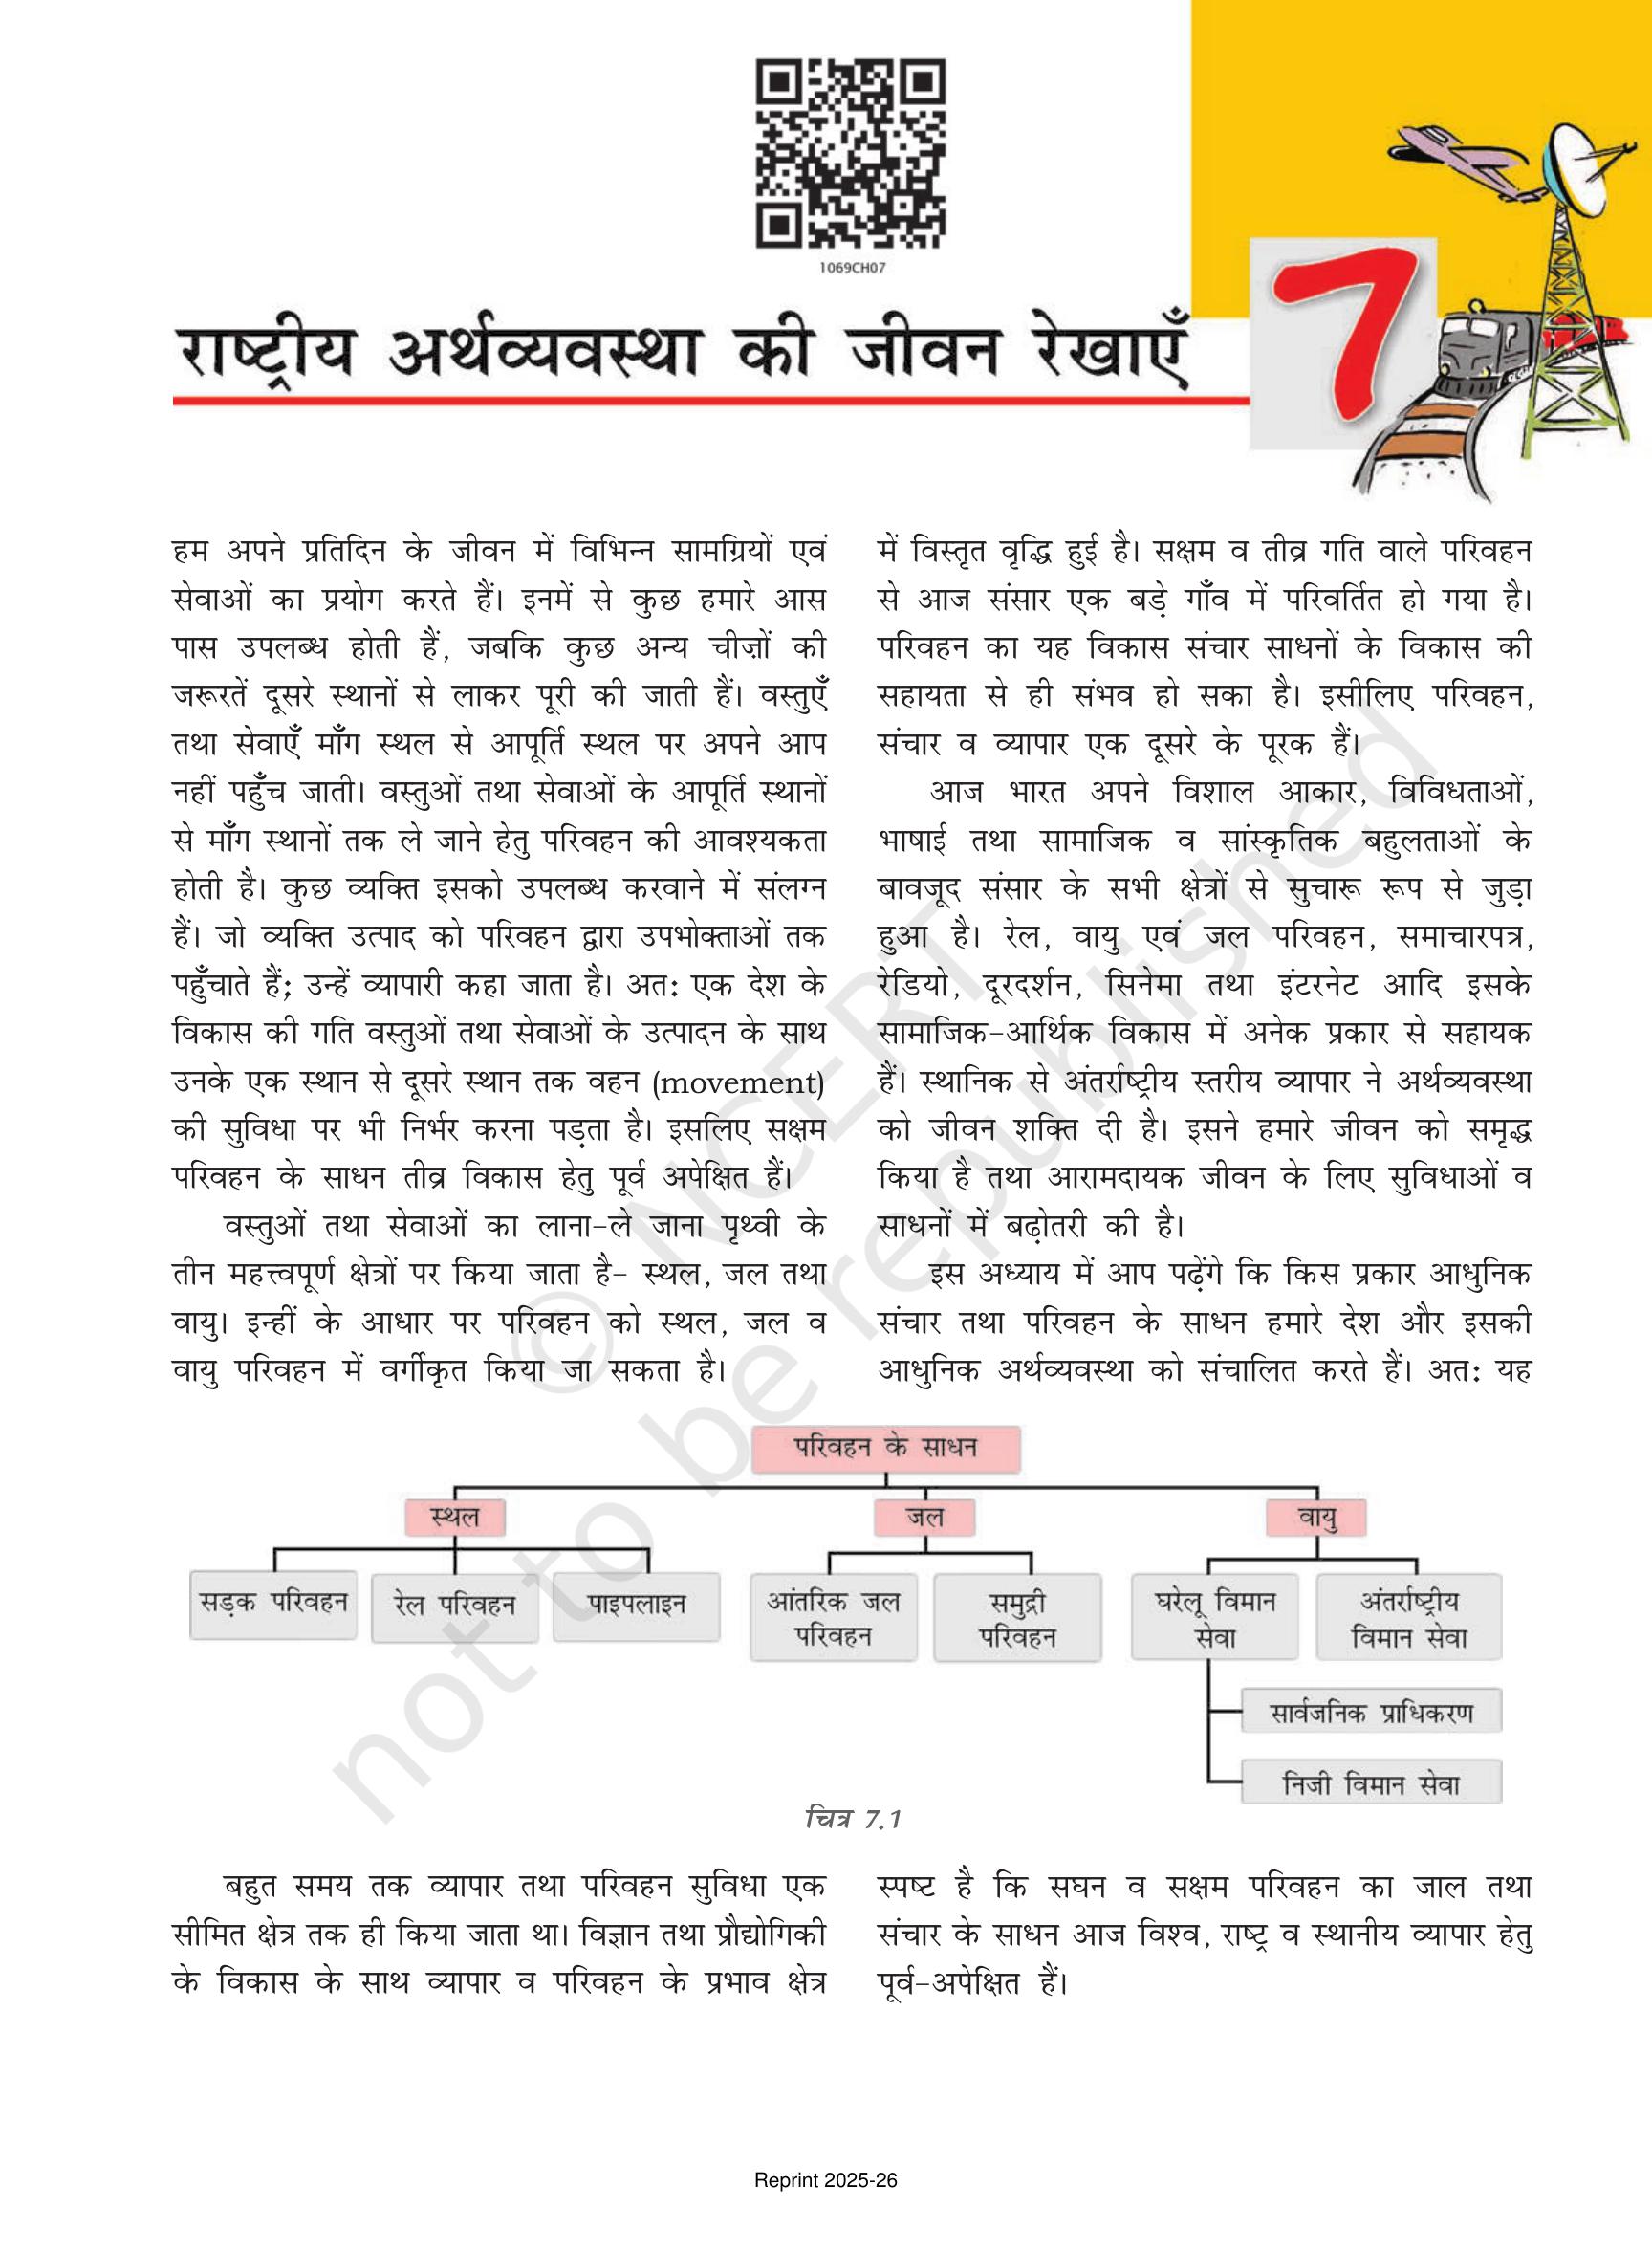 1069CH07
राष्ट्रीय अर्थव्यवस्था की जीवन रेखाएँ
7
हम अपने प्रतिदिन के जीवन में विभिन्न सामग्रियों एवं
सेवाओं का प्रयोग करते हैं। इनमें से कुछ हमारे आस
पास उपलब्ध होती हैं, जबकि कुछ अन्य चीज़ों की
जरूरतें दूसरे स्थानों से लाकर पूरी की जाती हैं। वस्तुएँ
तथा सेवाएँ माँग स्थल से आपूर्ति स्थल पर अपने आप
नहीं पहुँच जाती। वस्तुओं तथा सेवाओं के आपूर्ति स्थानों
से माँग स्थानों तक ले जाने हेतु परिवहन की आवश्यकता
होती है। कुछ व्यक्ति इसको उपलब्ध करवाने में संलग्न
हैं। जो व्यक्ति उत्पाद को परिवहन द्वारा उपभोक्ताओं तक
पहुँचाते हैं; उन्हें व्यापारी कहा जाता है। अत: एक देश के
विकास की गति वस्तुओं तथा सेवाओं के उत्पादन के साथ
उनके एक स्थान से दूसरे स्थान तक वहन (movement)
की सुविधा पर भी निर्भर करना पड़ता है। इसलिए सक्षम
परिवहन के साधन तीव्र विकास हेतु पूर्व अपेक्षित हैं।
वस्तुओं तथा सेवाओं का लाना-ले जाना पृथ्वी के
तीन महत्त्वपूर्ण क्षेत्रों पर किया जाता है- स्थल, जल तथा
वायु। इन्हीं के आधार पर परिवहन को स्थल, जल व
वायु परिवहन में वर्गीकृत किया जा सकता है।
में विस्तृत वृद्धि हुई है। सक्षम व तीव्र गति वाले परिवहन
से आज संसार एक बड़े गाँव में परिवर्तित हो गया है।
परिवहन का यह विकास संचार साधनों के विकास की
सहायता से ही संभव हो सका है। इसीलिए परिवहन,
संचार व व्यापार एक दूसरे के पूरक हैं।
आज भारत अपने विशाल आकार, विविधताओं,
भाषाई तथा सामाजिक व सांस्कृतिक बहुलताओं के
बावजूद संसार के सभी क्षेत्रों से सुचारू रूप से जुड़ा
हुआ है। रेल, वायु एवं जल परिवहन, समाचारपत्र,
रेडियो, दूरदर्शन, सिनेमा तथा इंटरनेट आदि इसके
सामाजिक-आर्थिक विकास में अनेक प्रकार से सहायक
हैं। स्थानिक से अंतर्राष्ट्रीय स्तरीय व्यापार ने अर्थव्यवस्था
को जीवन शक्ति दी है। इसने हमारे जीवन को समृद्ध
किया है तथा आरामदायक जीवन के लिए सुविधाओं व
साधनों में बढ़ोतरी की है।
इस अध्याय में आप पढ़ेंगे कि किस प्रकार आधुनिक
संचार तथा परिवहन के साधन हमारे देश और इसकी
आधुनिक अर्थव्यवस्था को संचालित करते हैं। अत: यह
परिवहन के साधन
स्थल
जल
वायु
सड़क परिवहन
रेल परिवहन
पाइपलाइन
आंतरिक जल
परिवहन
समुद्री
परिवहन
घरेलू विमान
सेवा
अंतर्राष्ट्रीय
विमान सेवा
सार्वजनिक प्राधिकरण
निजी विमान सेवा
चित्र 7.1
बहुत समय तक व्यापार तथा परिवहन सुविधा एक
सीमित क्षेत्र तक ही किया जाता था। विज्ञान तथा प्रौद्योगिकी
के विकास के साथ व्यापार व परिवहन के प्रभाव क्षेत्र
स्पष्ट है कि सघन व सक्षम परिवहन का जाल तथा
संचार के साधन आज विश्व, राष्ट्र व स्थानीय व्यापार हेतु
पूर्व-अपेक्षित हैं।
© NCERT
not to be republished
Reprint 2025-26